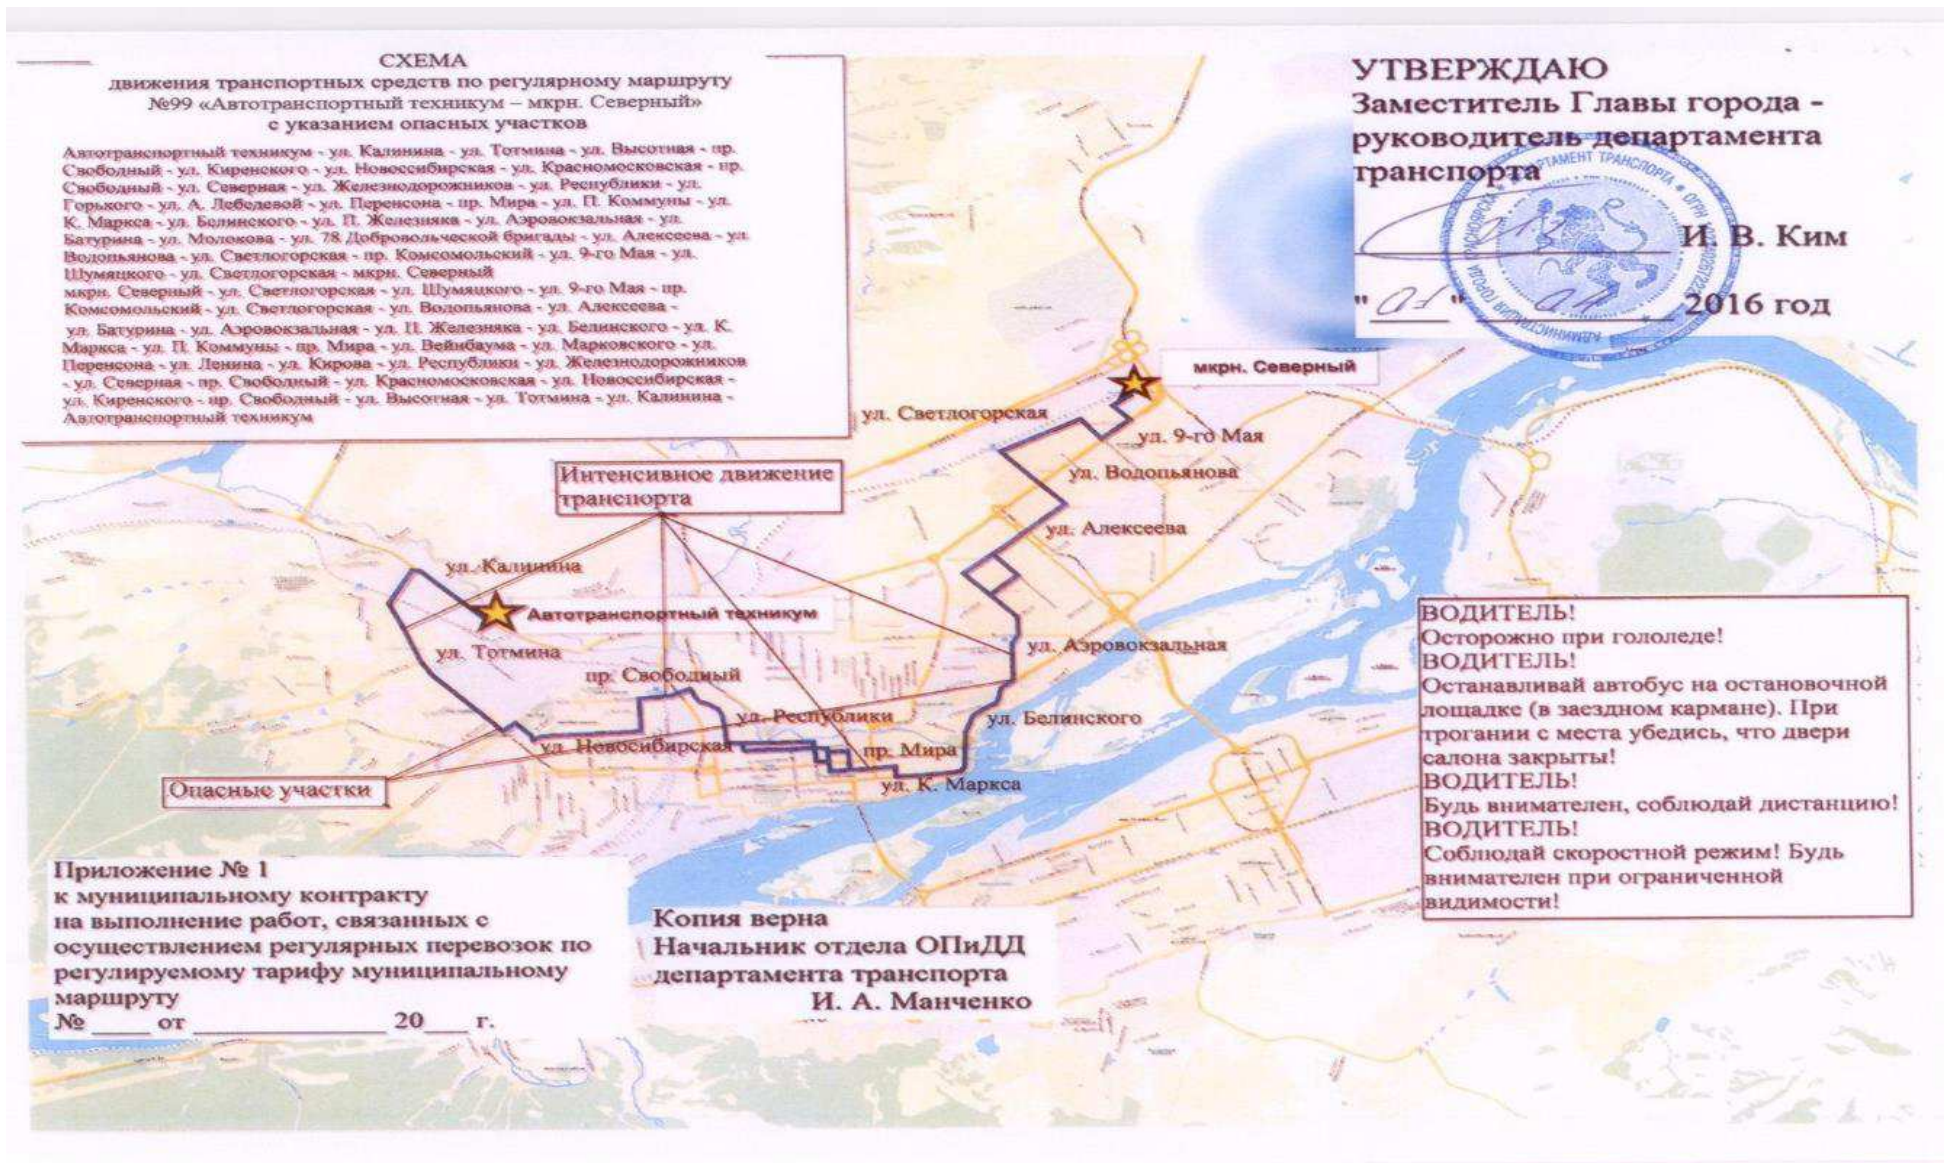 СХЕМА
движения транспортных средств по регулярному маршруту
№99 «Автотранспортный техникум – мкрн. Северный»
с указанием опасных участков
Автотранспортный техникум - ул. Калинина - ул. Тотмина - ул. Высотная - пр.
Свободный - ул. Киренского - ул. Новосибирская - ул. Красномосковская - пр.
Свободный - ул. Северная - ул. Железнодорожников - ул. Республики - ул.
Горького - ул. А. Лебедевой - ул. Перенсона - пр. Мира - ул. П. Коммуны - ул.
К. Маркса - ул. Белинского - ул. П. Железняка - ул. Аэровокзальная - ул.
Батурина - ул. Молокова - ул. 78 Добровольческой бригады - ул. Алексеева - ул.
Водопьянова - ул. Светлогорская - пр. Комсомольский - ул. 9-го Мая - ул.
Шумяцкого - ул. Светлогорская - мкрн. Северный
мкрн. Северный - ул. Светлогорская - ул. Шумяцкого - ул. 9-го Мая - пр.
Комсомольский - ул. Светлогорская - ул. Водопьянова - ул. Алексеева -
ул. Батурина - ул. Аэровокзальная - ул. П. Железняка - ул. Белинского - ул. К.
Маркса - ул. П. Коммуны - пр. Мира - ул. Вейнбаума - ул. Марковского - ул.
Перенсона - ул. Ленина - ул. Кирова - ул. Республики - ул. Железнодорожников
- ул. Северная - пр. Свободный - ул. Красномосковская - ул. Новоссибирская -
ул. Киренского - пр. Свободный - ул. Высотная - ул. Тотмина - ул. Калинина -
Автотранспортный техникум
УТВЕРЖДАЮ
Заместитель Главы города -
руководитель департамента
транспорта
И. В. Ким
"01" 04 2016 год
мкрн. Северный
ул. Светлогорская
ул. 9-го Мая
ул. Водопьянова
Интенсивное движение
транспорта
ул. Алексеева
ул. Калинина
Автотранспортный техникум
ул. Тотмина
ул. Аэровокзальная
пр. Свободный
ул. Республики
ул. Белинского
ул. Новосибирская
пр. Мира
ул. К. Маркса
Опасные участки
ВОДИТЕЛЬ!
Осторожно при гололеде!
ВОДИТЕЛЬ!
Останавливай автобус на остановочной
лощадке (в заездном кармане). При
трогании с места убедись, что двери
салона закрыты!
ВОДИТЕЛЬ!
Будь внимателен, соблюдай дистанцию!
ВОДИТЕЛЬ!
Соблюдай скоростной режим! Будь
внимателен при ограниченной
видимости!
Приложение № 1
к муниципальному контракту
на выполнение работ, связанных с
осуществлением регулярных перевозок по
регулируемому тарифу муниципальному
маршруту
№ ____ от ______________ 20___ г.
Копия верна
Начальник отдела ОПиДД
департамента транспорта
И. А. Манченко